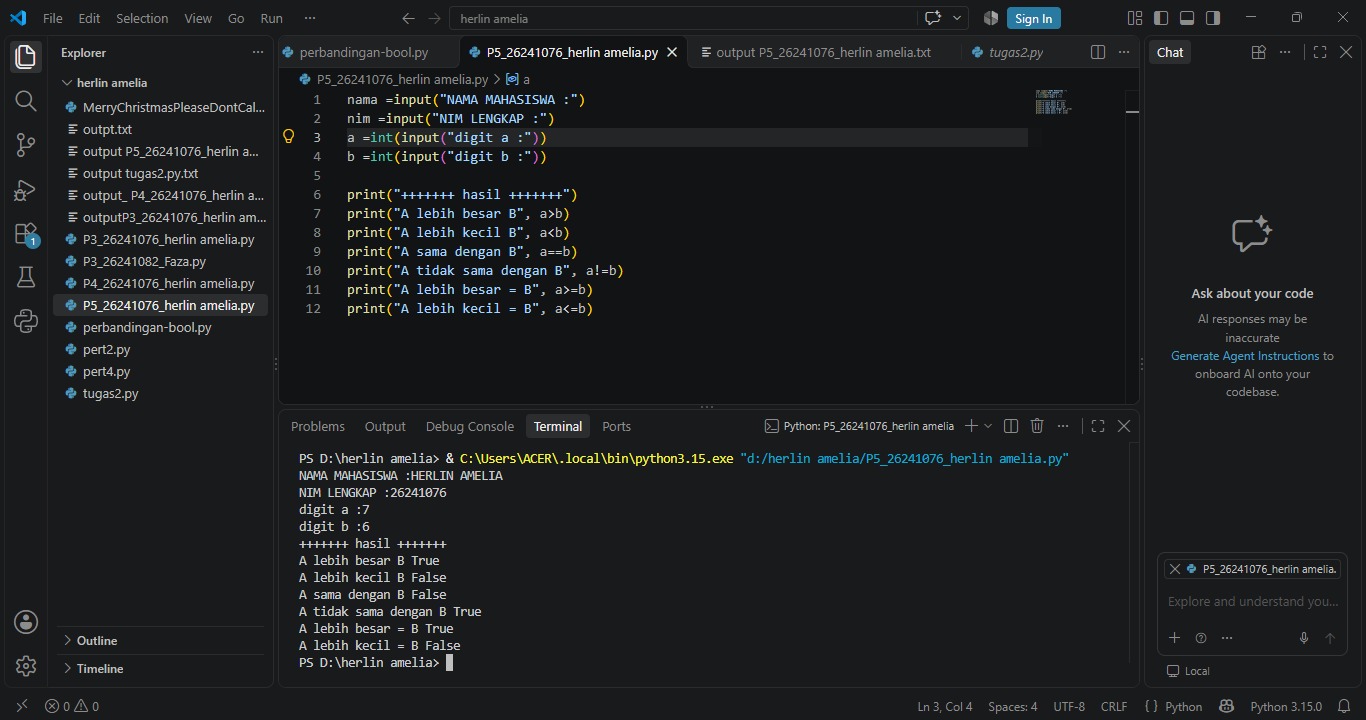 File Edit Selection View Go Run ···
herlin amelia
Sign In
Explorer ···
herlin amelia
MerryChristmasPleaseDontCal...
outpt.txt
output P5_26241076_herlin a...
output tugas2.py.txt
output_ P4_26241076_herlin a...
outputP3_26241076_herlin am...
P3_26241076_herlin amelia.py
P3_26241082_Faza.py
P4_26241076_herlin amelia.py
P5_26241076_herlin amelia.py
perbandingan-bool.py
pert2.py
pert4.py
tugas2.py
Outline
Timeline
1
perbandingan-bool.py P5_26241076_herlin amelia.py output P5_26241076_herlin amelia.txt tugas2.py ···
P5_26241076_herlin amelia.py > a
1 nama =input("NAMA MAHASISWA :")
2 nim =input("NIM LENGKAP :")
3 a =int(input("digit a :"))
4 b =int(input("digit b :"))
5
6 print("+++++++ hasil +++++++")
7 print("A lebih besar B", a>b)
8 print("A lebih kecil B", a<b)
9 print("A sama dengan B", a==b)
10 print("A tidak sama dengan B", a!=b)
11 print("A lebih besar = B", a>=b)
12 print("A lebih kecil = B", a<=b)
Problems Output Debug Console Terminal Ports Python: P5_26241076_herlin amelia ···
PS D:\herlin amelia> & C:\Users\ACER\.local\bin\python3.15.exe "d:/herlin amelia/P5_26241076_herlin amelia.py"
NAMA MAHASISWA :HERLIN AMELIA
NIM LENGKAP :26241076
digit a :7
digit b :6
+++++++ hasil +++++++
A lebih besar B True
A lebih kecil B False
A sama dengan B False
A tidak sama dengan B True
A lebih besar = B True
A lebih kecil = B False
PS D:\herlin amelia>
Chat ···
Ask about your code
AI responses may be
inaccurate
Generate Agent Instructions to
onboard AI onto your
codebase.
P5_26241076_herlin amelia.
Explore and understand you...
···
Local
0 0
Ln 3, Col 4 Spaces: 4 UTF-8 CRLF {} Python Python 3.15.0